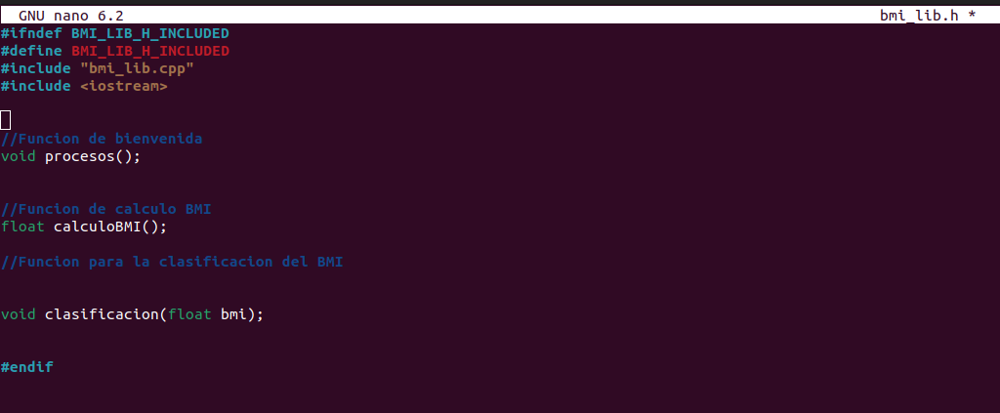 GNU nano 6.2 bmi_lib.h *
#ifndef BMI_LIB_H_INCLUDED
#define BMI_LIB_H_INCLUDED
#include "bmi_lib.cpp"
#include <iostream>
//Funcion de bienvenida
void procesos();
//Funcion de calculo BMI
float calculoBMI();
//Funcion para la clasificacion del BMI
void clasificacion(float bmi);
#endif